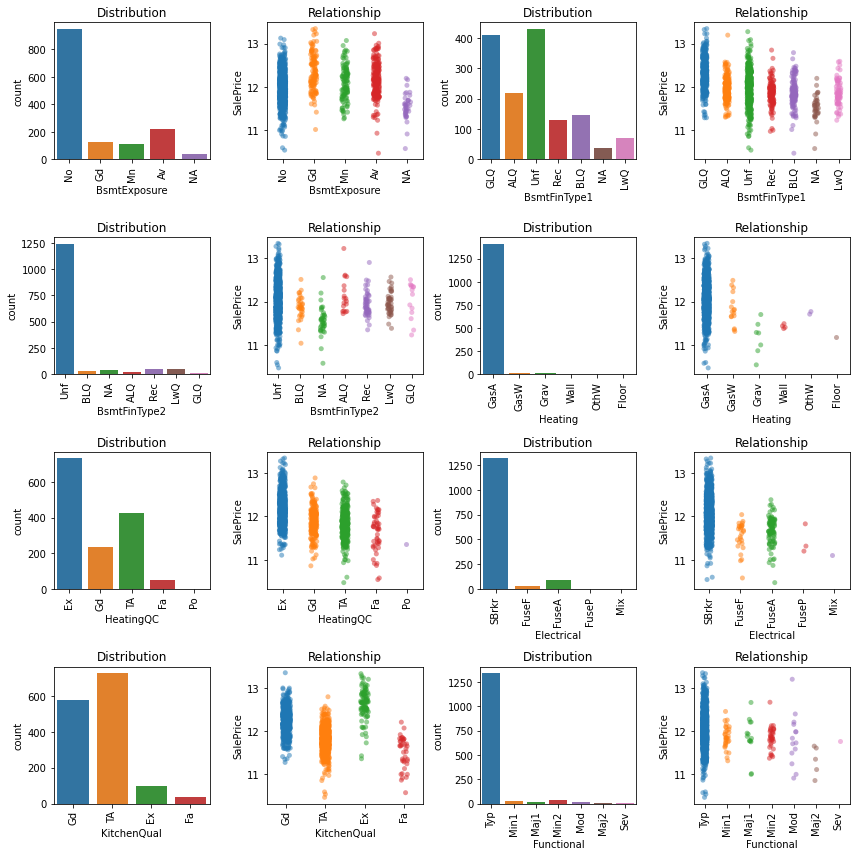 Distribution
Relationship
Distribution
Relationship
count
800
600
400
200
0
No
Gd
Mn
Av
NA
BsmtExposure
SalePrice
13
12
11
No
Gd
Mn
Av
NA
BsmtExposure
count
400
300
200
100
0
GLQ
ALQ
Unf
Rec
BLQ
NA
LwQ
BsmtFinType1
SalePrice
13
12
11
GLQ
ALQ
Unf
Rec
BLQ
NA
LwQ
BsmtFinType1
Distribution
Relationship
Distribution
Relationship
count
1250
1000
750
500
250
0
Unf
BLQ
NA
ALQ
Rec
LwQ
GLQ
BsmtFinType2
SalePrice
13
12
11
Unf
BLQ
NA
ALQ
Rec
LwQ
GLQ
BsmtFinType2
count
1250
1000
750
500
250
0
GasA
GasW
Grav
Wall
OthW
Floor
Heating
SalePrice
13
12
11
GasA
GasW
Grav
Wall
OthW
Floor
Heating
Distribution
Relationship
Distribution
Relationship
count
600
400
200
0
Ex
Gd
TA
Fa
Po
HeatingQC
SalePrice
13
12
11
Ex
Gd
TA
Fa
Po
HeatingQC
count
1250
1000
750
500
250
0
SBrkr
FuseF
FuseA
FuseP
Mix
Electrical
SalePrice
13
12
11
SBrkr
FuseF
FuseA
FuseP
Mix
Electrical
Distribution
Relationship
Distribution
Relationship
count
600
400
200
0
Gd
TA
Ex
Fa
KitchenQual
SalePrice
13
12
11
Gd
TA
Ex
Fa
KitchenQual
count
1250
1000
750
500
250
0
Typ
Min1
Maj1
Min2
Mod
Maj2
Sev
Functional
SalePrice
13
12
11
Typ
Min1
Maj1
Min2
Mod
Maj2
Sev
Functional